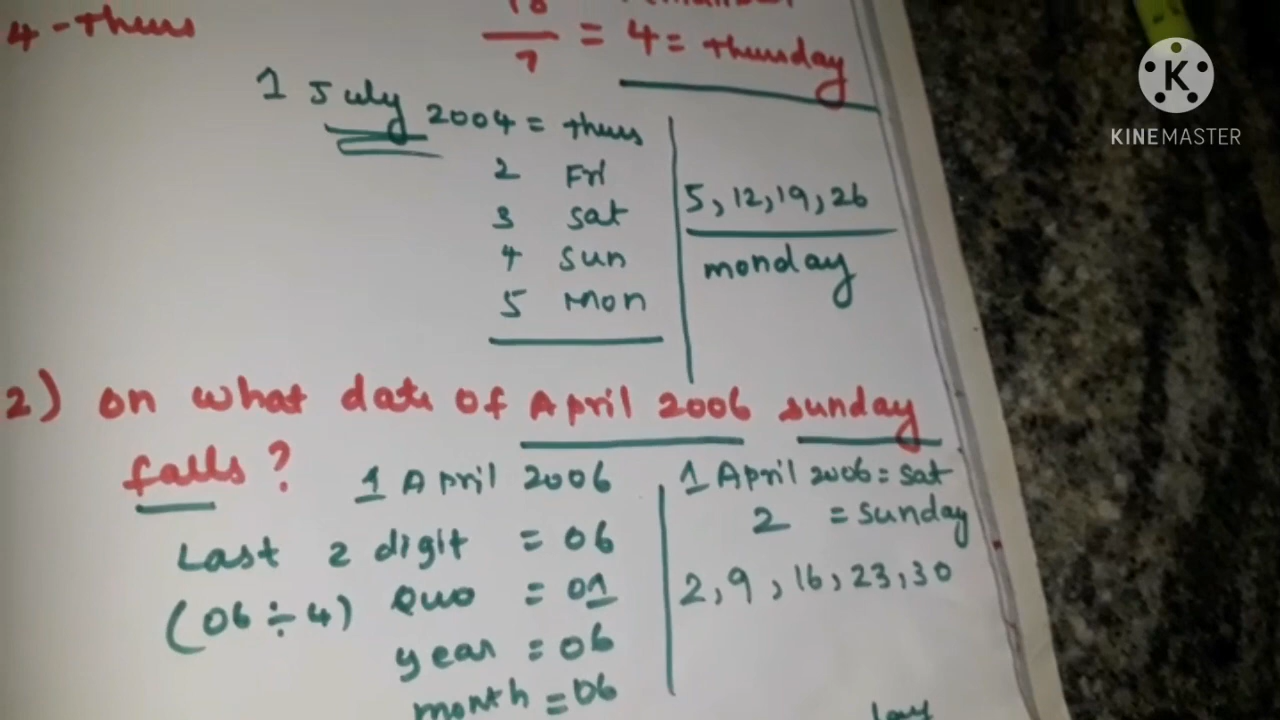 4 - Thurs
18
7
= 4 = Thursday
1 July 2004 = Thurs
2 Fri
3 Sat
4 Sun
5 Mon
5, 12, 19, 26
monday
2) on what date of April 2006 sunday
falls ?
1 April 2006
Last 2 digit = 06
(06 ÷ 4) Quo = 01
year = 06
month = 06
1 April 2006 = sat
2 = sunday
2, 9, 16, 23, 30
K
KINEMASTER